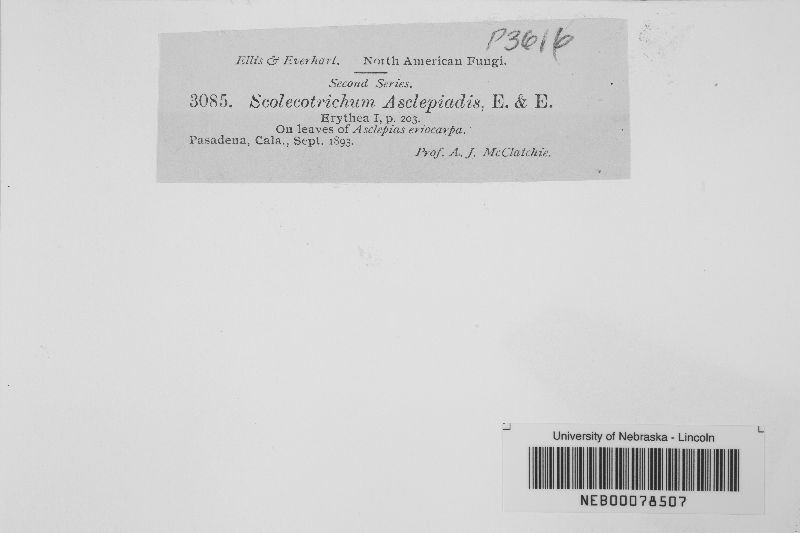 P3616
Ellis & Everhart. North American Fungi.
Second Series.
3085. Scolecotrichum Asclepiadis, E. & E.
Erythea I, p. 203.
On leaves of Asclepias eriocarpa.
Pasadena, Cala., Sept. 1893.
Prof. A. J. McClatchie.
University of Nebraska - Lincoln
NEB00078507